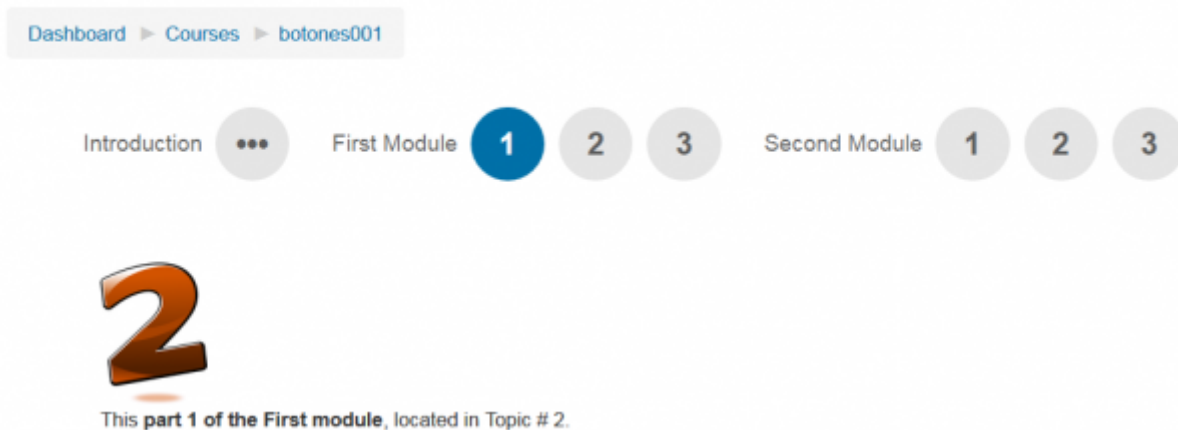 Dashboard ▶ Courses ▶ botones001
Introduction ••• First Module 1 2 3 Second Module 1 2 3
2
This part 1 of the First module, located in Topic # 2.